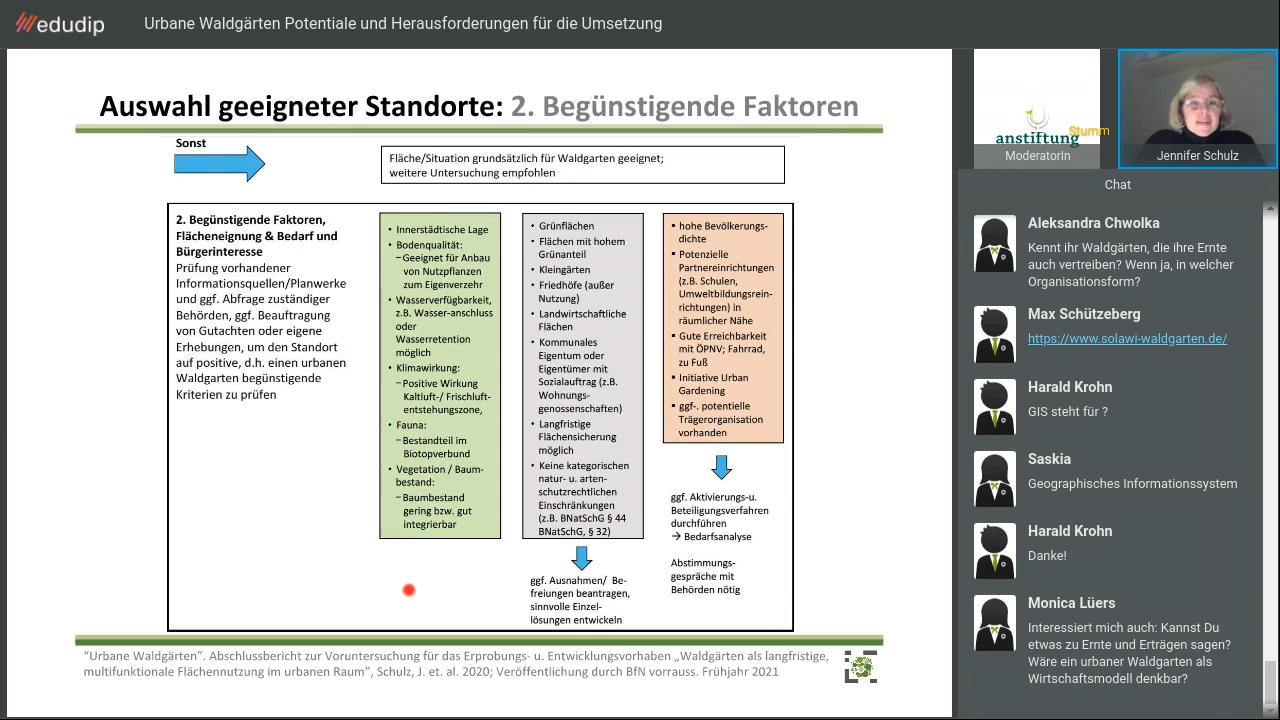 edudip
Urbane Waldgärten Potentiale und Herausforderungen für die Umsetzung
Auswahl geeigneter Standorte: 2. Begünstigende Faktoren
Sonst
Fläche/Situation grundsätzlich für Waldgarten geeignet;
weitere Untersuchung empfohlen
2. Begünstigende Faktoren,
Flächeneignung & Bedarf und
Bürgerinteresse
Prüfung vorhandener
Informationsquellen/Planwerke
und ggf. Abfrage zuständiger
Behörden, ggf. Beauftragung
von Gutachten oder eigene
Erhebungen, um den Standort
auf positive, d.h. einen urbanen
Waldgarten begünstigende
Kriterien zu prüfen
• Innerstädtische Lage
• Bodenqualität:
– Geeignet für Anbau
von Nutzpflanzen
zum Eigenverzehr
• Wasserverfügbarkeit,
z.B. Wasser-anschluss
oder
Wasserretention
möglich
• Klimawirkung:
– Positive Wirkung
Kaltluft-/ Frischluft-
entstehungszone,
• Fauna:
– Bestandteil im
Biotopverbund
• Vegetation / Baum-
bestand:
– Baumbestand
gering bzw. gut
integrierbar
• Grünflächen
• Flächen mit hohem
Grünanteil
• Kleingärten
• Friedhöfe (außer
Nutzung)
• Landwirtschaftliche
Flächen
• Kommunales
Eigentum oder
Eigentümer mit
Sozialauftrag (z.B.
Wohnungs-
genossenschaften)
• Langfristige
Flächensicherung
möglich
• Keine kategorischen
natur- u. arten-
schutzrechtlichen
Einschränkungen
(z.B. BNatSchG § 44
BNatSchG, § 32)
ggf. Ausnahmen/ Be-
freiungen beantragen,
sinnvolle Einzel-
lösungen entwickeln
▪ hohe Bevölkerungs-
dichte
▪ Potenzielle
Partnereinrichtungen
(z.B. Schulen,
Umweltbildungsrein-
richtungen) in
räumlicher Nähe
▪ Gute Erreichbarkeit
mit ÖPNV; Fahrrad,
zu Fuß
▪ Initiative Urban
Gardening
▪ ggf-. potentielle
Trägerorganisation
vorhanden
ggf. Aktivierungs-u.
Beteiligungsverfahren
durchführen
→ Bedarfsanalyse
Abstimmungs-
gespräche mit
Behörden nötig
“Urbane Waldgärten”. Abschlussbericht zur Voruntersuchung für das Erprobungs- u. Entwicklungsvorhaben „Waldgärten als langfristige,
multifunktionale Flächennutzung im urbanen Raum”, Schulz, J. et. al. 2020; Veröffentlichung durch BfN vorrauss. Frühjahr 2021
Stumm
anstiftung
ModeratorIn
Jennifer Schulz
Chat
Aleksandra Chwolka
Kennt ihr Waldgärten, die ihre Ernte
auch vertreiben? Wenn ja, in welcher
Organisationsform?
Max Schützeberg
https://www.solawi-waldgarten.de/
Harald Krohn
GIS steht für ?
Saskia
Geographisches Informationssystem
Harald Krohn
Danke!
Monica Lüers
Interessiert mich auch: Kannst Du
etwas zu Ernte und Erträgen sagen?
Wäre ein urbaner Waldgarten als
Wirtschaftsmodell denkbar?